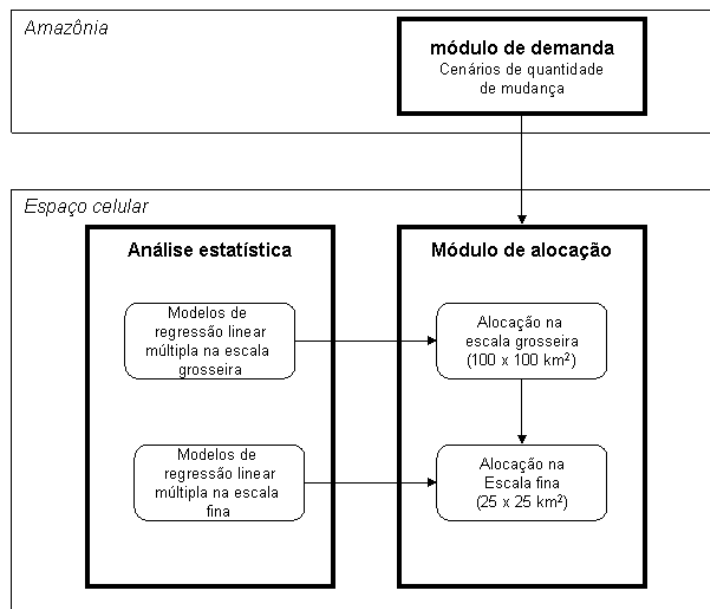 Amazônia
módulo de demanda
Cenários de quantidade
de mudança
Espaço celular
Análise estatística
Modelos de
regressão linear
múltipla na escala
grosseira
Modelos de
regressão linear
múltipla na escala
fina
Módulo de alocação
Alocação na
escala grosseira
(100 x 100 km²)
Alocação na
Escala fina
(25 x 25 km²)